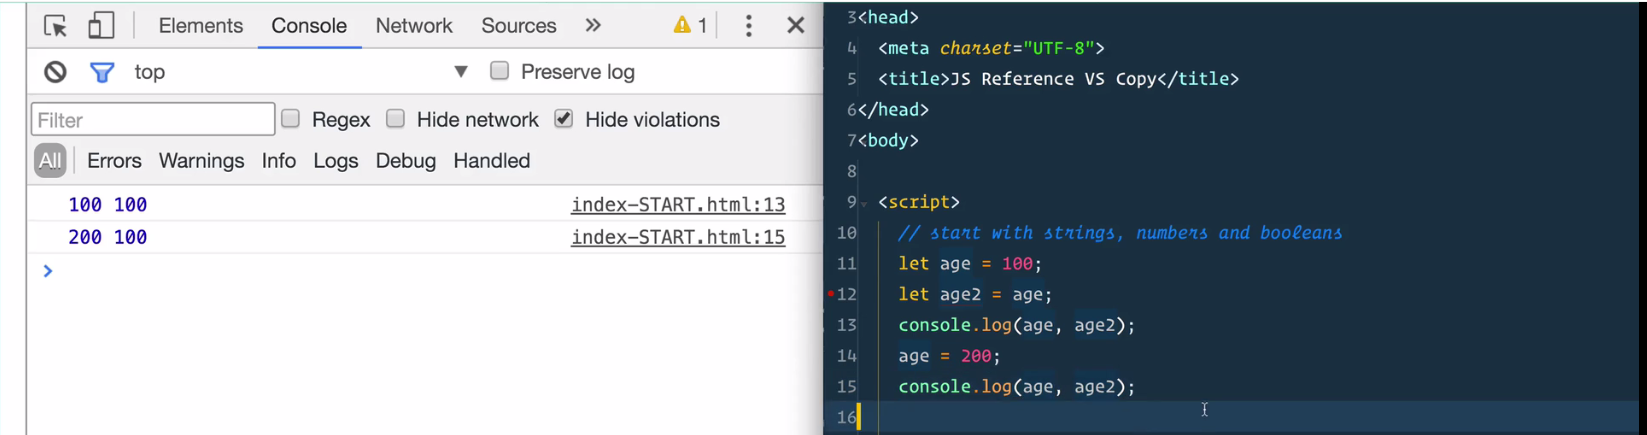 Elements Console Network Sources » 1
top ▼ Preserve log
Filter Regex Hide network Hide violations
All Errors Warnings Info Logs Debug Handled
100 100 index-START.html:13
200 100 index-START.html:15
>
3 <head>
4 <meta charset="UTF-8">
5 <title>JS Reference VS Copy</title>
6 </head>
7 <body>
8
9 <script>
10 // start with strings, numbers and booleans
11 let age = 100;
12 let age2 = age;
13 console.log(age, age2);
14 age = 200;
15 console.log(age, age2);
16